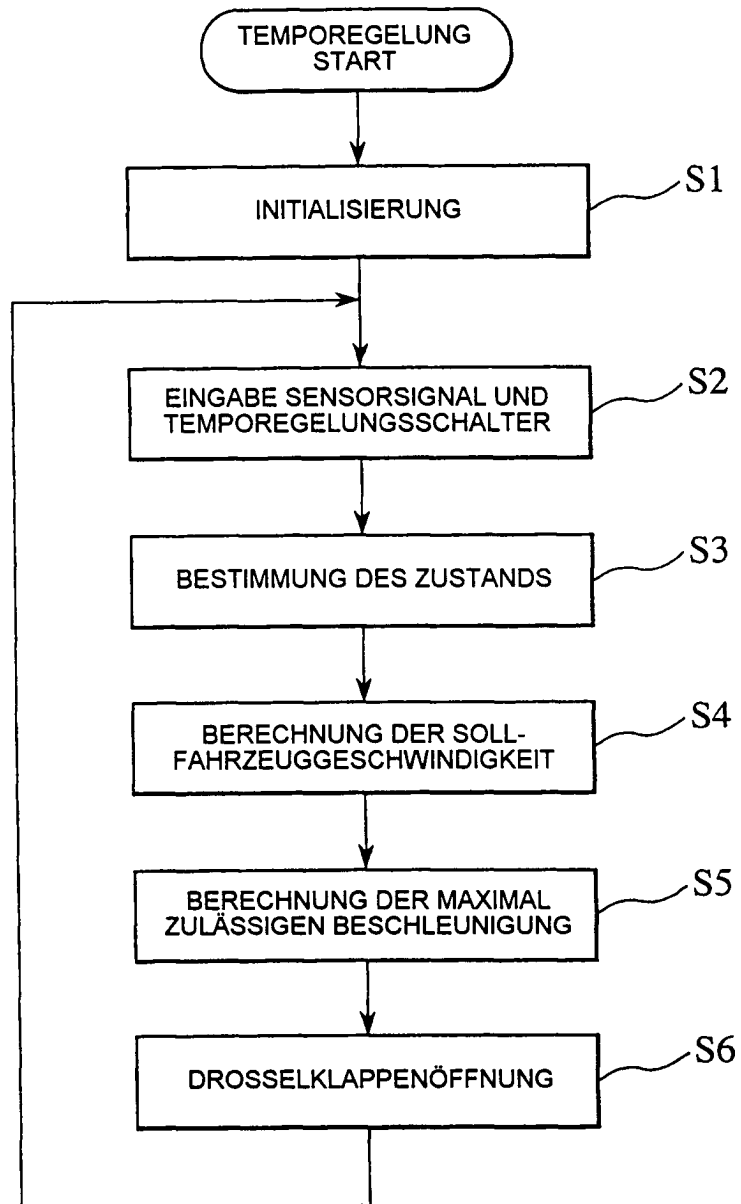 TEMPOREGELUNG
START
INITIALISIERUNG
S1
EINGABE SENSORSIGNAL UND
TEMPOREGELUNGSSCHALTER
S2
BESTIMMUNG DES ZUSTANDS
S3
BERECHNUNG DER SOLL-
FAHRZEUGGESCHWINDIGKEIT
S4
BERECHNUNG DER MAXIMAL
ZULÄSSIGEN BESCHLEUNIGUNG
S5
DROSSELKLAPPENÖFFNUNG
S6